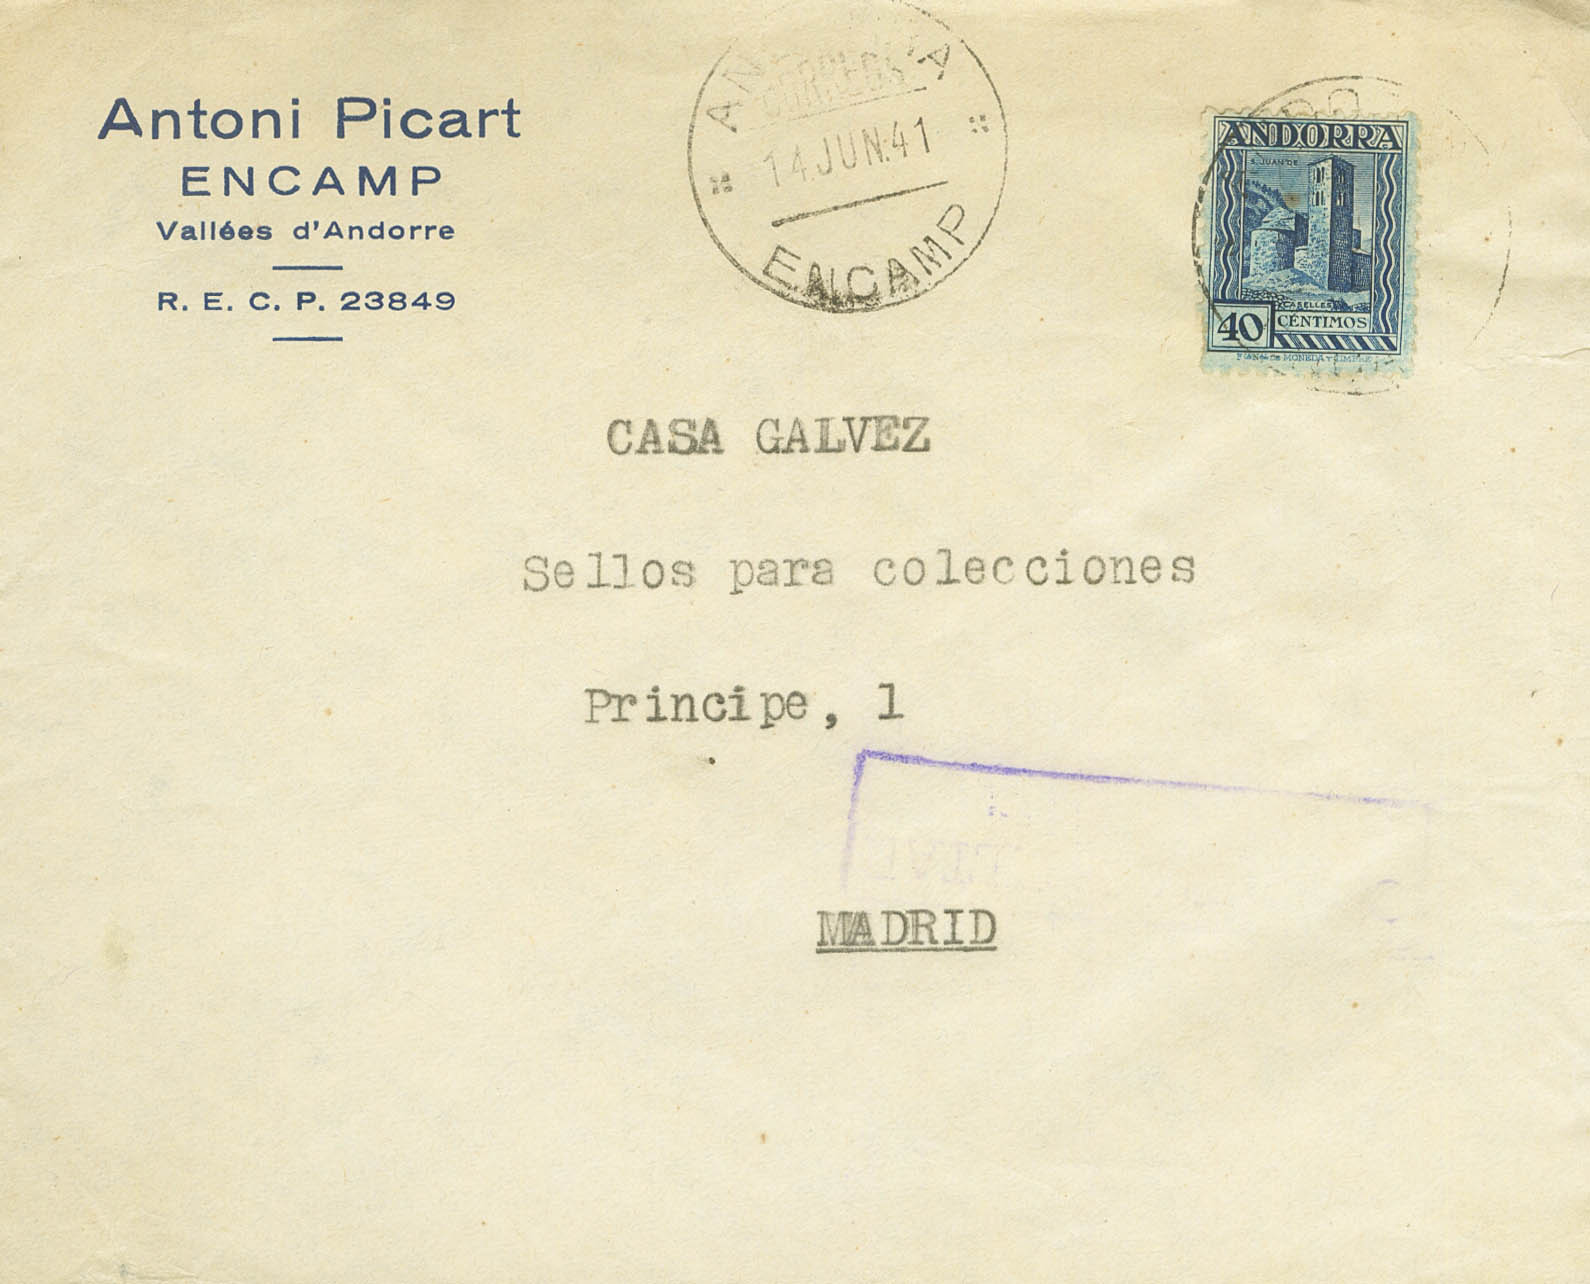 Antoni Picart
ENCAMP
Vallées d'Andorre
R. E. C. P. 23849
CORREOS
14.JUN.41
ENCAMP
ANDORRA
S. JUAN DE
CASELLES
40 CÉNTIMOS
CASA GALVEZ
Sellos para colecciones
Principe, 1
MADRID